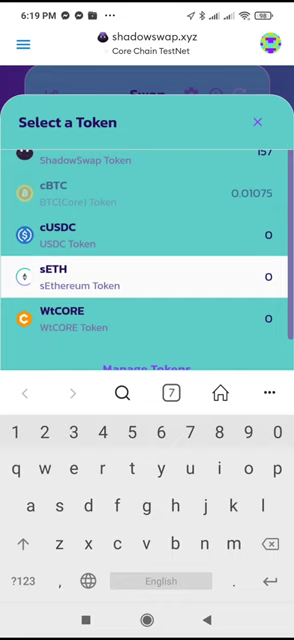 6:19 PM
98
shadowswap.xyz
Core Chain TestNet
Swap
Select a Token
157
ShadowSwap Token
cBTC
BTC(Core) Token
0.01075
cUSDC
USDC Token
0
sETH
sEthereum Token
0
WtCORE
WtCORE Token
0
Manage Tokens
7
1 2 3 4 5 6 7 8 9 0
q w e r t y u i o p
a s d f g h j k l
z x c v b n m
?123 , English .